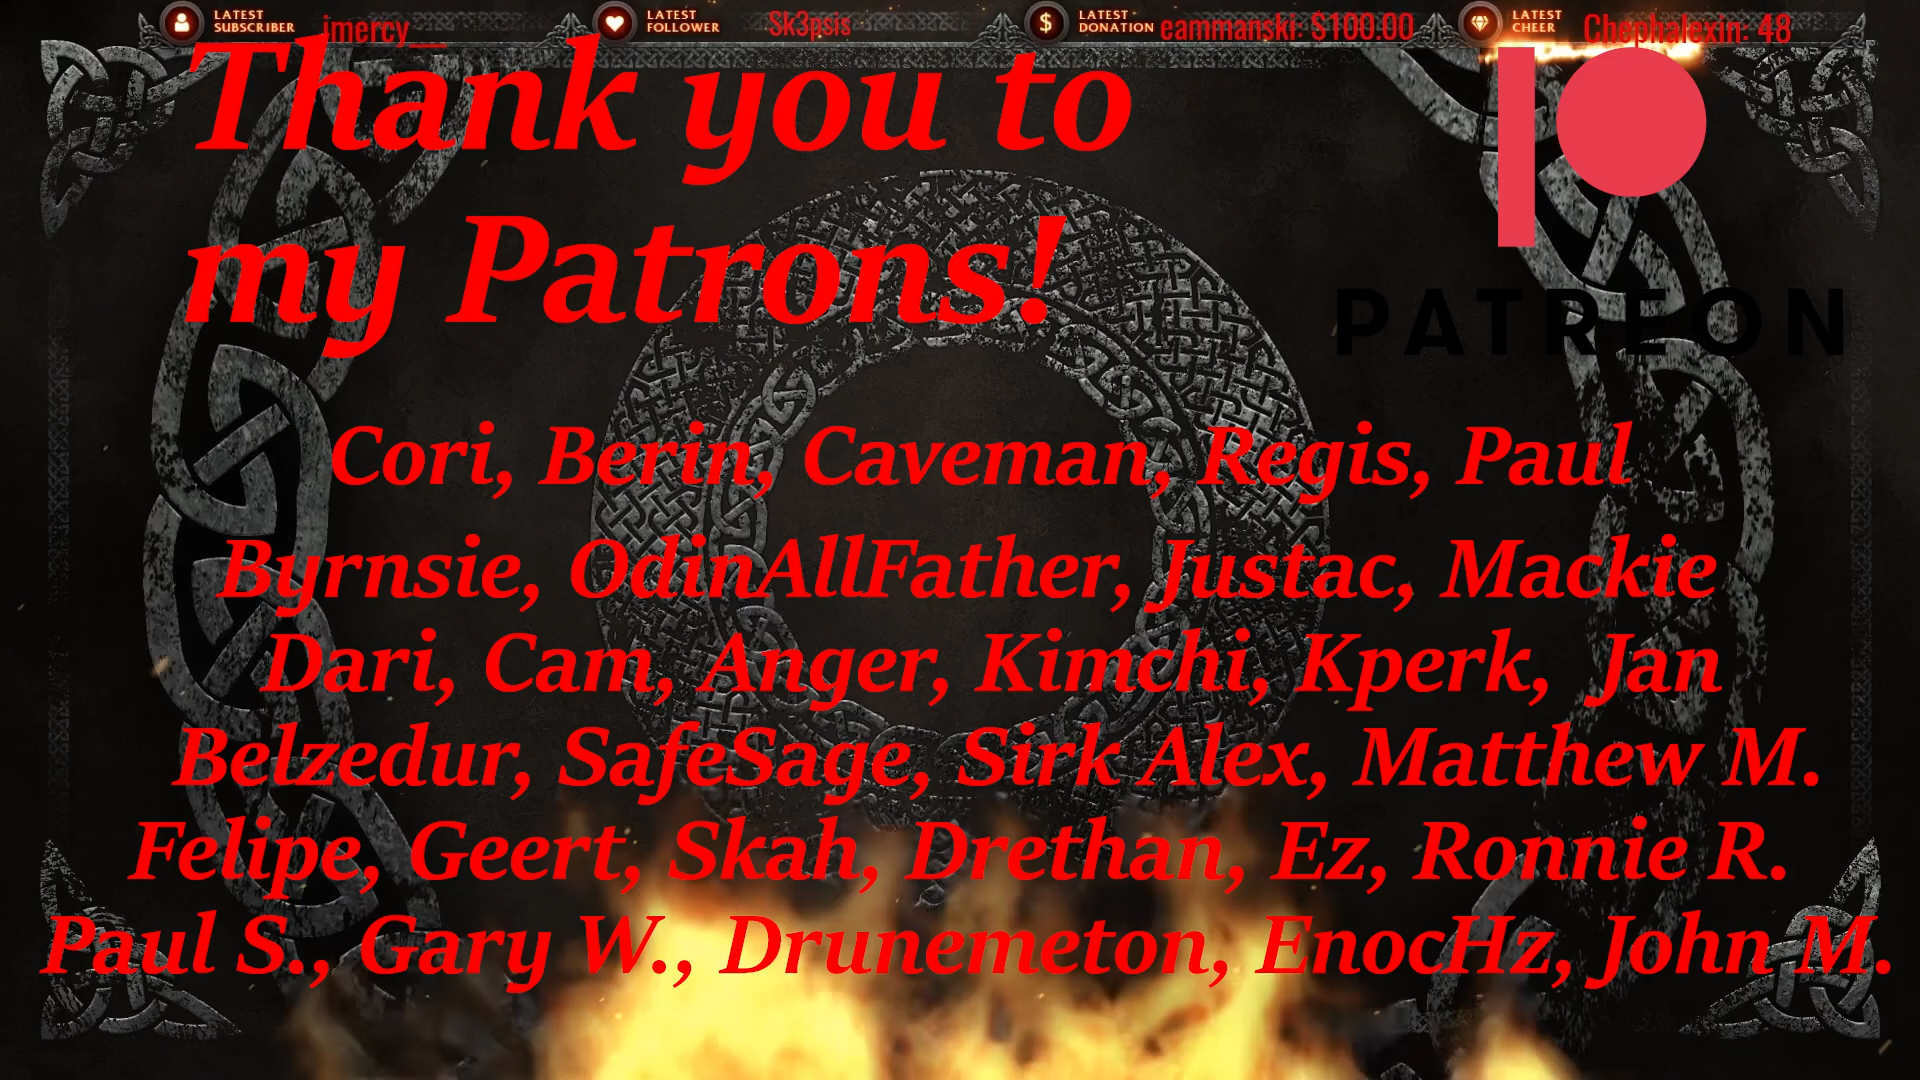 LATEST SUBSCRIBER imercy__
LATEST FOLLOWER Sk3psis
LATEST DONATION eammanski: $100.00
LATEST CHEER Chephalexin: 48
Thank you to
my Patrons!
PATREON
Cori, Berin, Caveman, Regis, Paul
Byrnsie, OdinAllFather, Justac, Mackie
Dari, Cam, Anger, Kimchi, Kperk, Jan
Belzedur, SafeSage, Sirk Alex, Matthew M.
Felipe, Geert, Skah, Drethan, Ez, Ronnie R.
Paul S., Gary W., Drunemeton, EnocHz, John M.